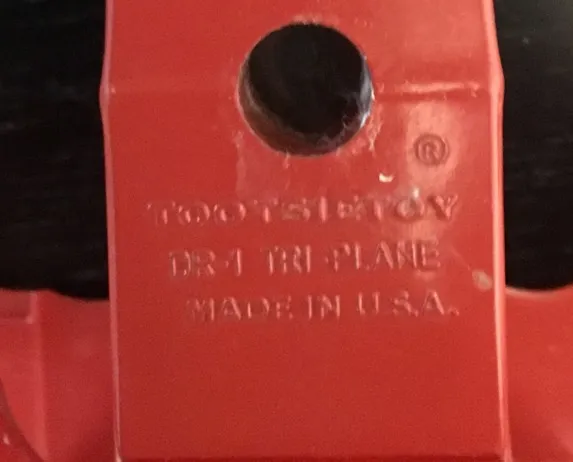 ®
TOOTSIETOY
DR-1 TRI-PLANE
MADE IN U.S.A.